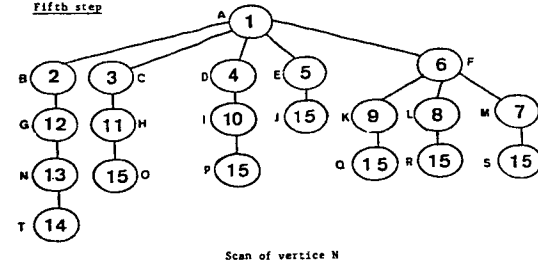 Fifth step
A 1
B 2 3 C D 4 E 5 6 F
G 12 11 H I 10 J 15 K 9 L 8 M 7
N 13 15 O P 15 Q 15 R 15 S 15
T 14
Scan of vertice N